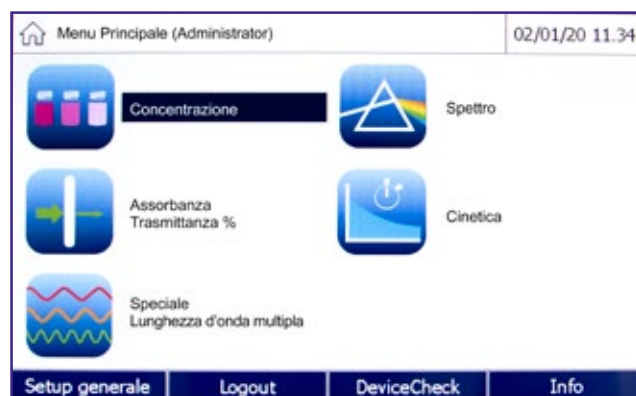 Menu Principale (Administrator)
02/01/20 11.34
Concentrazione
Spettro
Assorbanza
Trasmittanza %
Cinetica
Speciale
Lunghezza d'onda multipla
Setup generale
Logout
DeviceCheck
Info